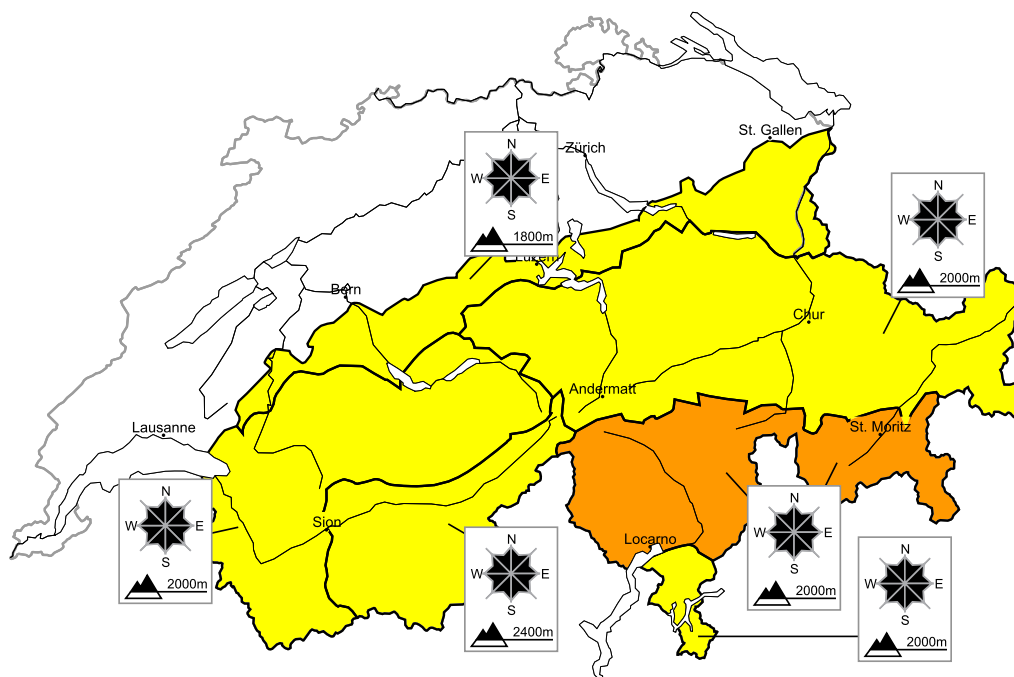 St. Gallen
N
W E
S
1800m
Zürich
N
W E
S
2000m
Luzern
Bern
Chur
Andermatt
Lausanne
St. Moritz
N
W E
S
2000m
Sion
N
W E
S
2400m
Locarno
N
W E
S
2000m
N
W E
S
2000m